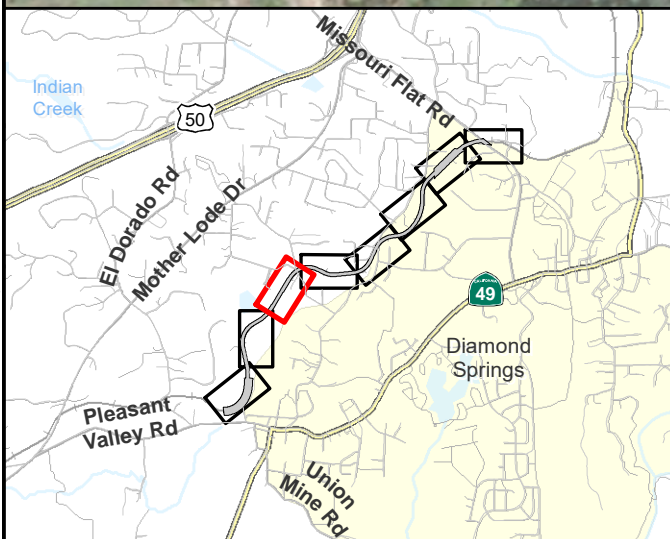 Missouri Flat Rd
Indian
Creek
50
El Dorado Rd
Mother Lode Dr
CALIFORNIA
49
Diamond
Springs
Pleasant
Valley Rd
Union
Mine Rd